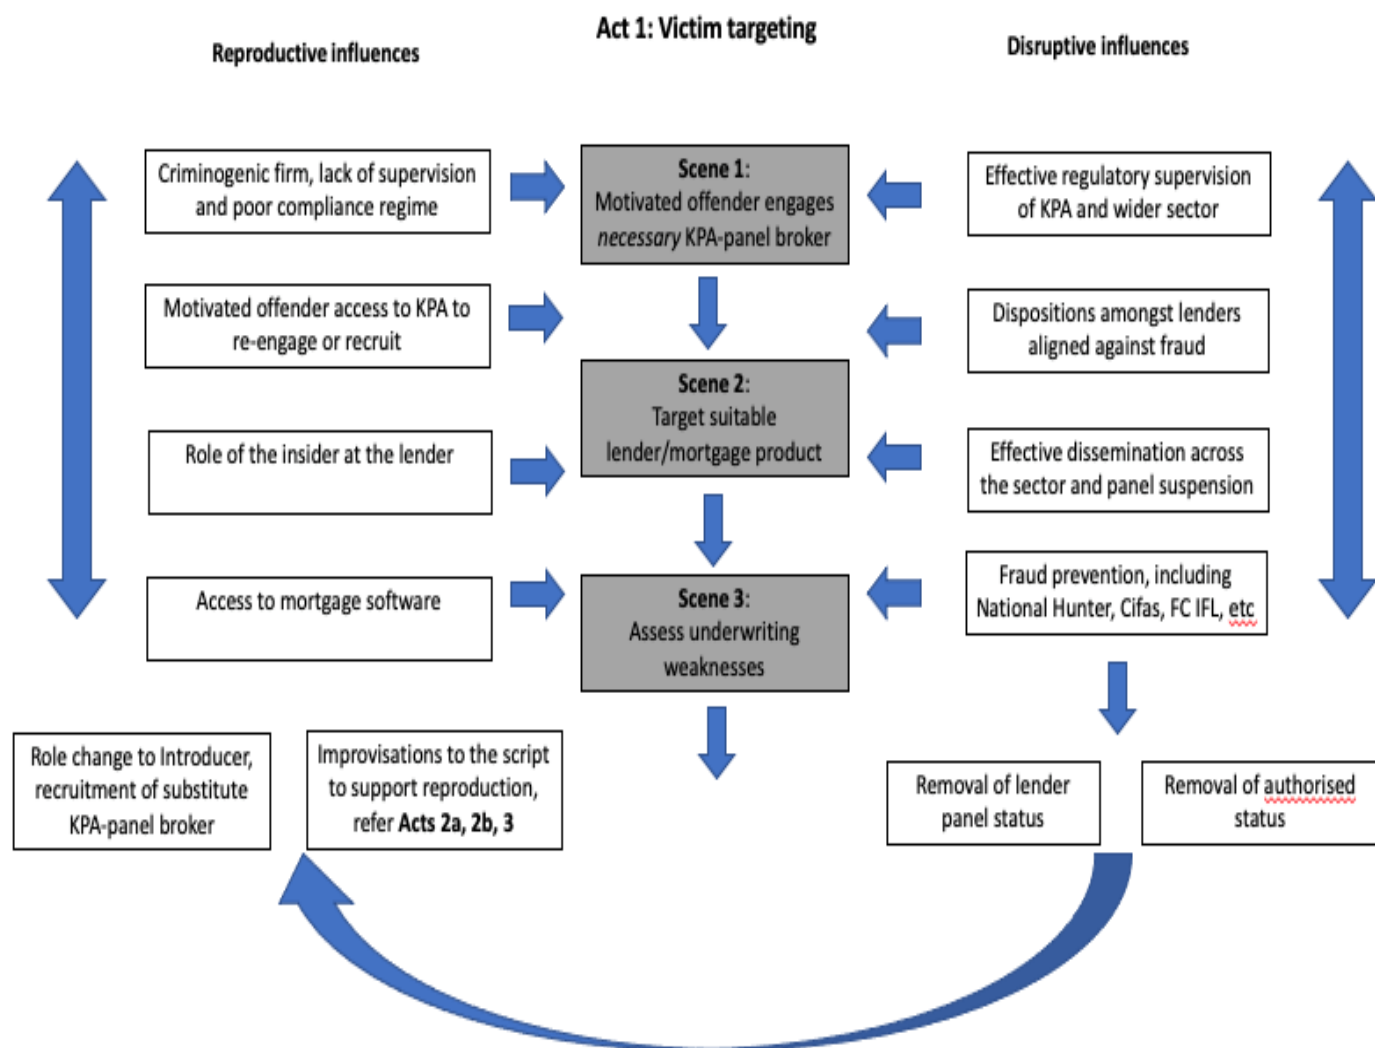 Act 1: Victim targeting
Reproductive influences
Disruptive influences
Criminogenic firm, lack of supervision
and poor compliance regime
Scene 1:
Motivated offender engages
necessary KPA-panel broker
Effective regulatory supervision
of KPA and wider sector
Motivated offender access to KPA to
re-engage or recruit
Dispositions amongst lenders
aligned against fraud
Scene 2:
Target suitable
lender/mortgage product
Role of the insider at the lender
Effective dissemination across
the sector and panel suspension
Access to mortgage software
Scene 3:
Assess underwriting
weaknesses
Fraud prevention, including
National Hunter, Cifas, FC IFL, etc
Role change to Introducer,
recruitment of substitute
KPA-panel broker
Improvisations to the script
to support reproduction,
refer Acts 2a, 2b, 3
Removal of lender
panel status
Removal of authorised
status